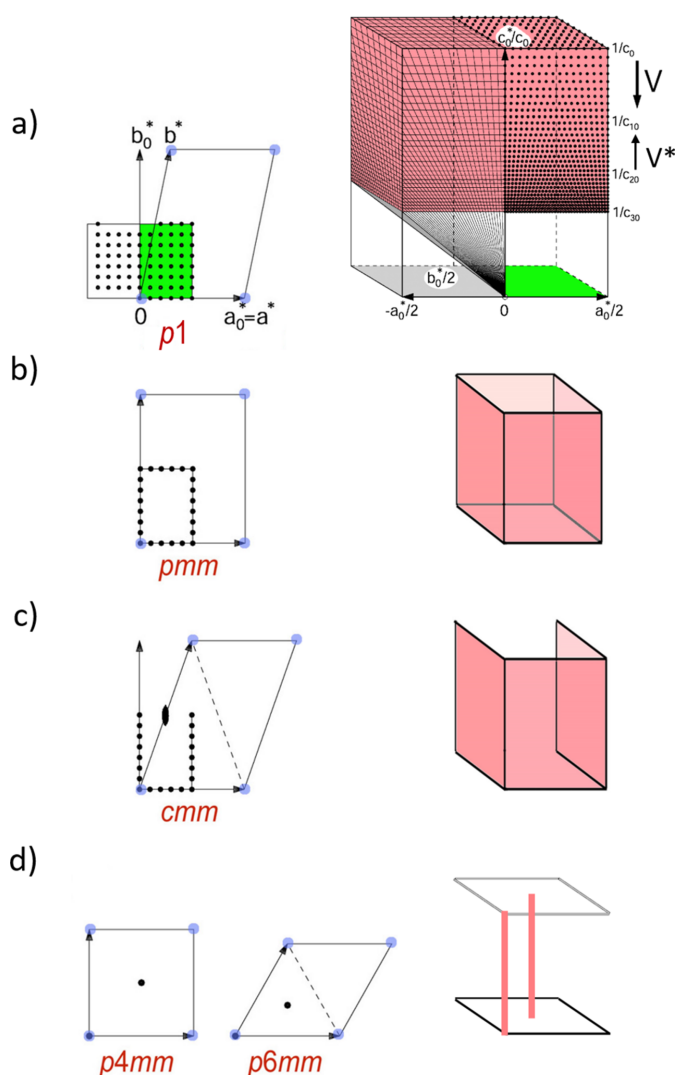 a)
b₀* b*
0 a₀*=a*
p1
c₀*/c₀
1/c₀
V
1/c₁₀
V*
1/c₂₀
1/c₃₀
b₀*/2
-a₀*/2 0 a₀*/2
b)
pmm
c)
cmm
d)
p4mm p6mm